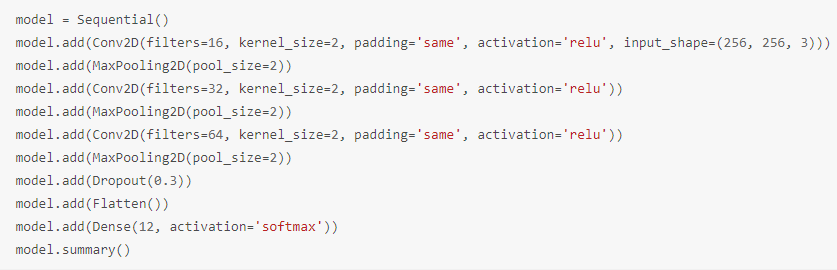 model = Sequential()
model.add(Conv2D(filters=16, kernel_size=2, padding='same', activation='relu', input_shape=(256, 256, 3)))
model.add(MaxPooling2D(pool_size=2))
model.add(Conv2D(filters=32, kernel_size=2, padding='same', activation='relu'))
model.add(MaxPooling2D(pool_size=2))
model.add(Conv2D(filters=64, kernel_size=2, padding='same', activation='relu'))
model.add(MaxPooling2D(pool_size=2))
model.add(Dropout(0.3))
model.add(Flatten())
model.add(Dense(12, activation='softmax'))
model.summary()